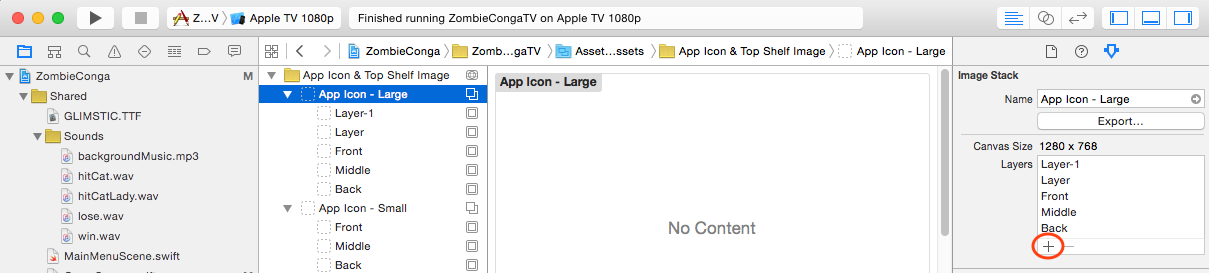 Z...V Apple TV 1080p Finished running ZombieCongaTV on Apple TV 1080p
ZombieConga Zomb...gaTV Asset...ssets App Icon & Top Shelf Image App Icon - Large
ZombieConga M
Shared
GLIMSTIC.TTF
Sounds
backgroundMusic.mp3
hitCat.wav
hitCatLady.wav
lose.wav
win.wav
MainMenuScene.swift
App Icon & Top Shelf Image
App Icon - Large
Layer-1
Layer
Front
Middle
Back
App Icon - Small
Front
Middle
Back
App Icon - Large
No Content
Image Stack
Name App Icon - Large
Export...
Canvas Size 1280 x 768
Layers Layer-1
Layer
Front
Middle
Back